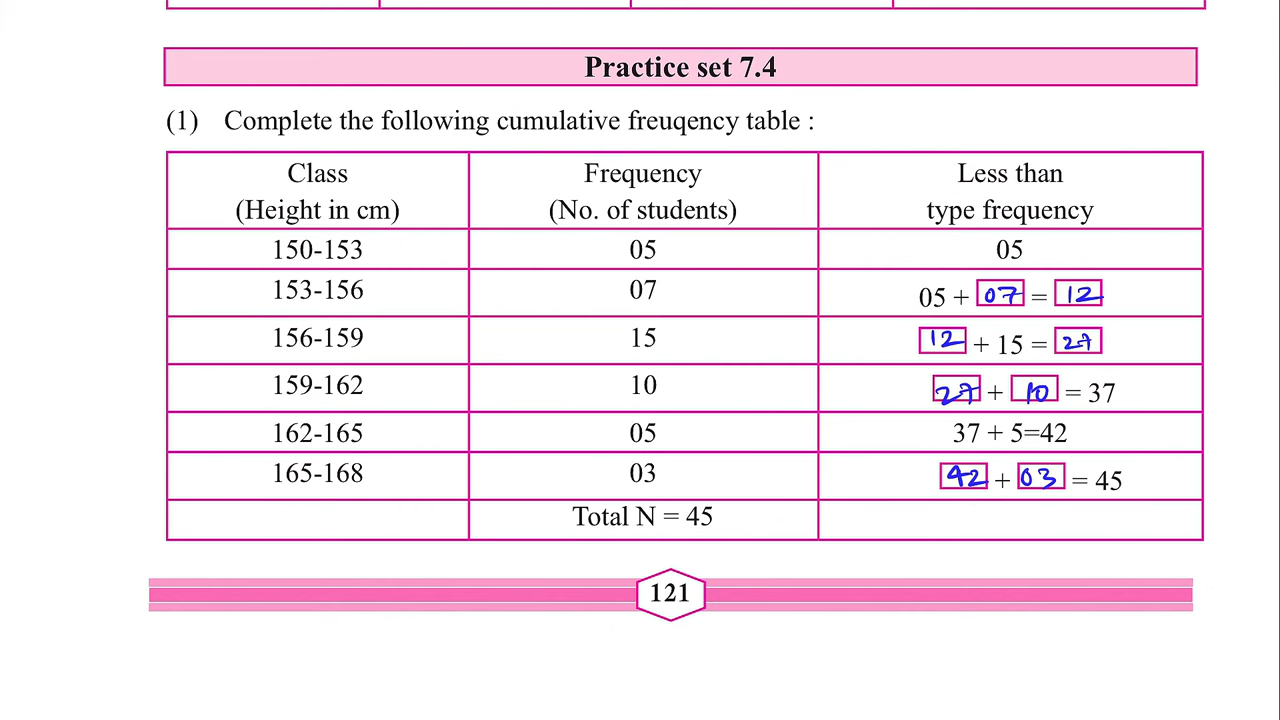 Practice set 7.4
(1) Complete the following cumulative freuqency table :
Class (Height in cm) Frequency (No. of students) Less than type frequency
150-153 05 05
153-156 07 05 + 07 = 12
156-159 15 12 + 15 = 27
159-162 10 27 + 10 = 37
162-165 05 37 + 5=42
165-168 03 42 + 03 = 45
Total N = 45
121